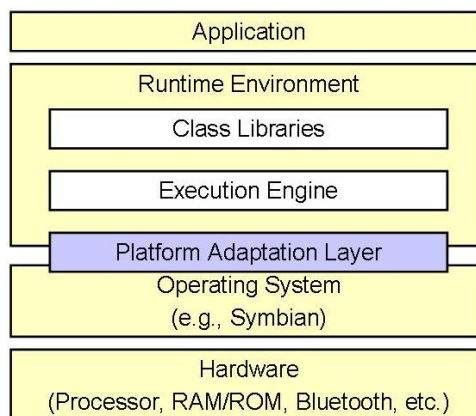 Application
Runtime Environment
Class Libraries
Execution Engine
Platform Adaptation Layer
Operating System
(e.g., Symbian)
Hardware
(Processor, RAM/ROM, Bluetooth, etc.)